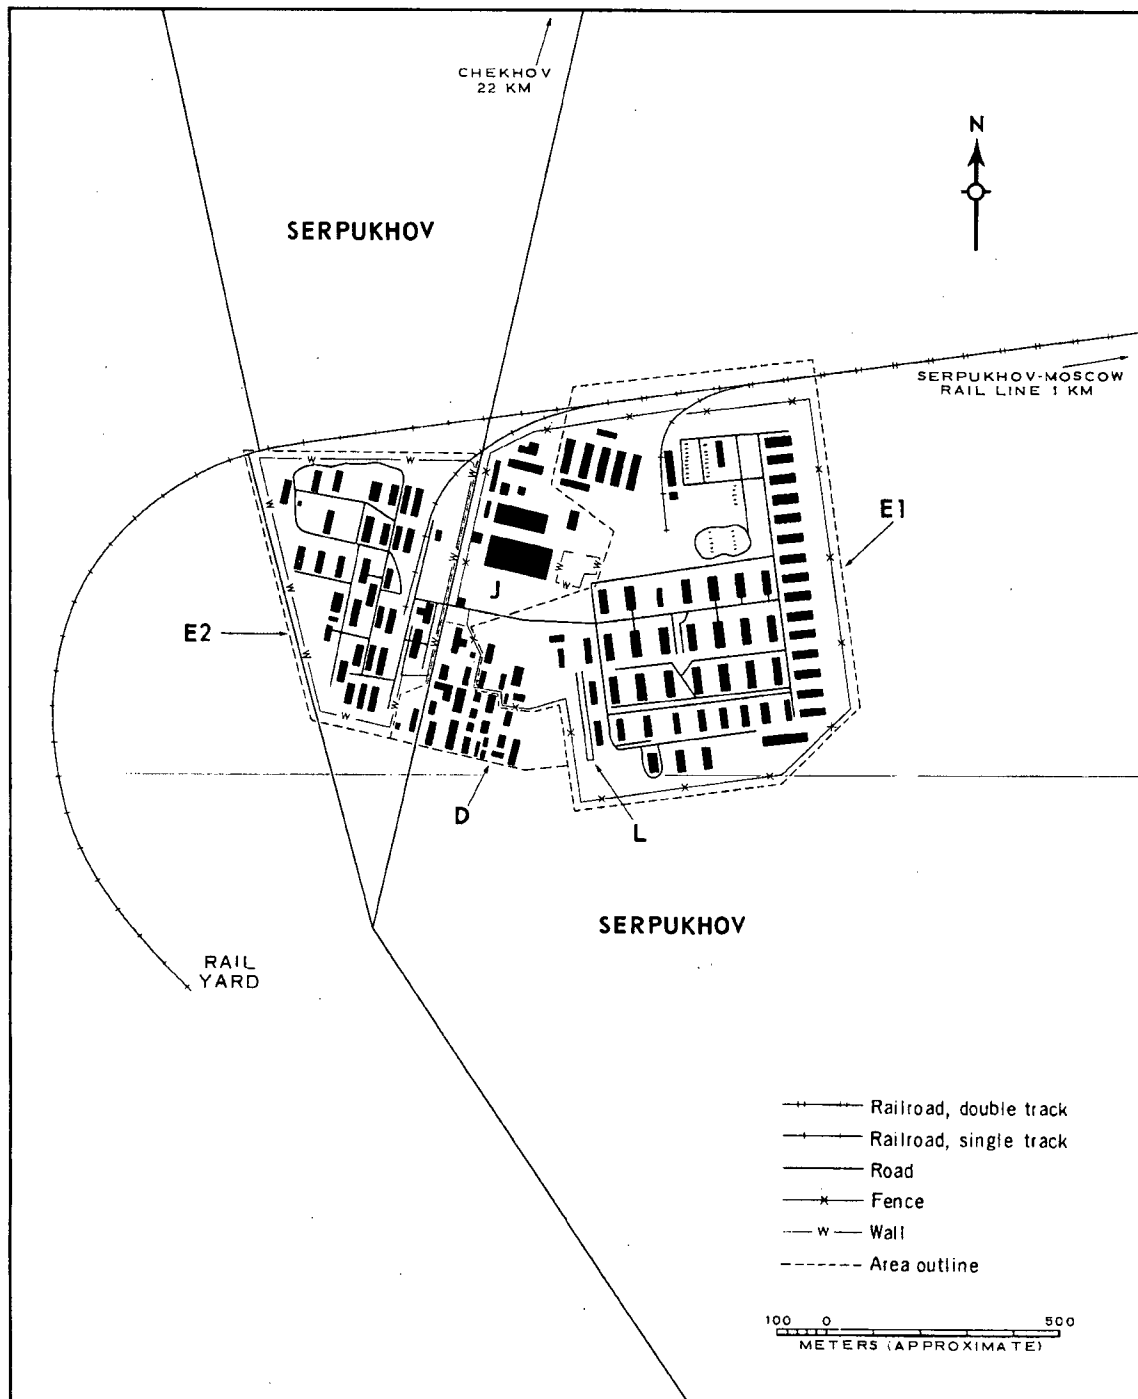 CHEKHOV
22 KM
N
SERPUKHOV
SERPUKHOV-MOSCOW
RAIL LINE 1 KM
E1
J
E2
D
L
SERPUKHOV
RAIL
YARD
Railroad, double track
Railroad, single track
Road
Fence
W Wall
Area outline
100 0 500
METERS (APPROXIMATE)
W W
W
W W
W
W
W
W
W
W
W
W